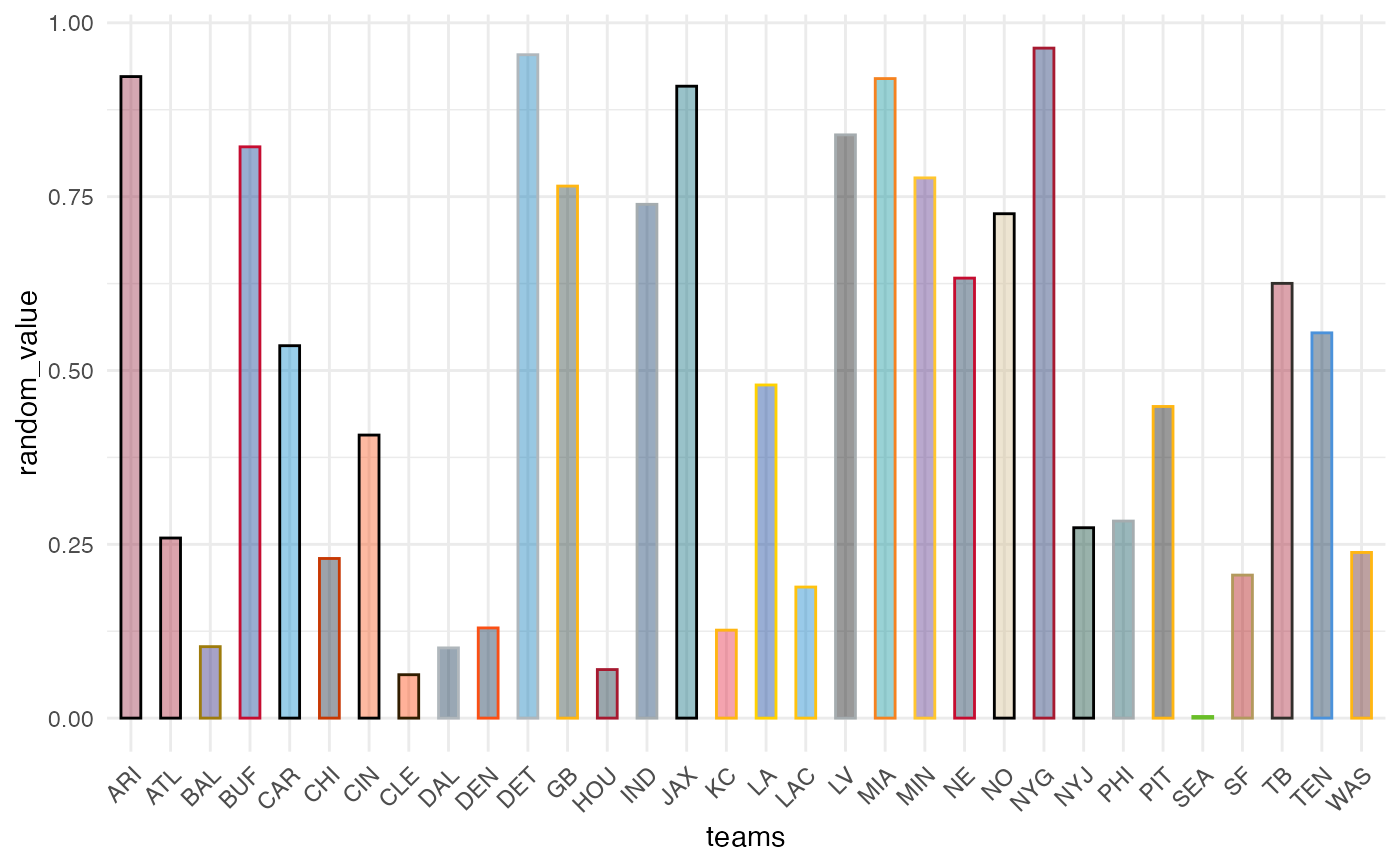 1.00
0.75
0.50
0.25
0.00
random_value
ARI ATL BAL BUF CAR CHI CIN CLE DAL DEN DET GB HOU IND JAX KC LA LAC LV MIA MIN NE NO NYG NYJ PHI PIT SEA SF TB TEN WAS
teams